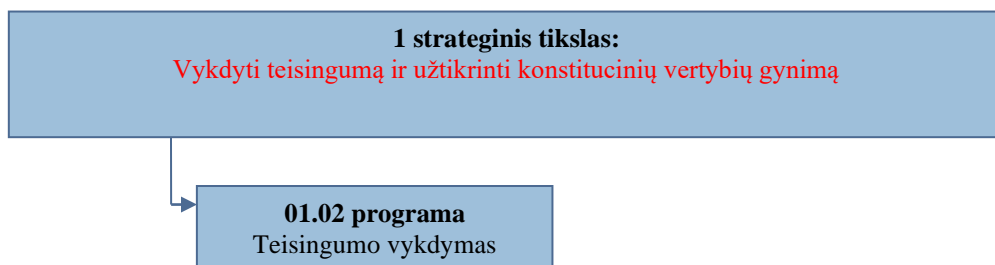 1 strateginis tikslas:
Vykdyti teisingumą ir užtikrinti konstitucinių vertybių gynimą
01.02 programa
Teisingumo vykdymas